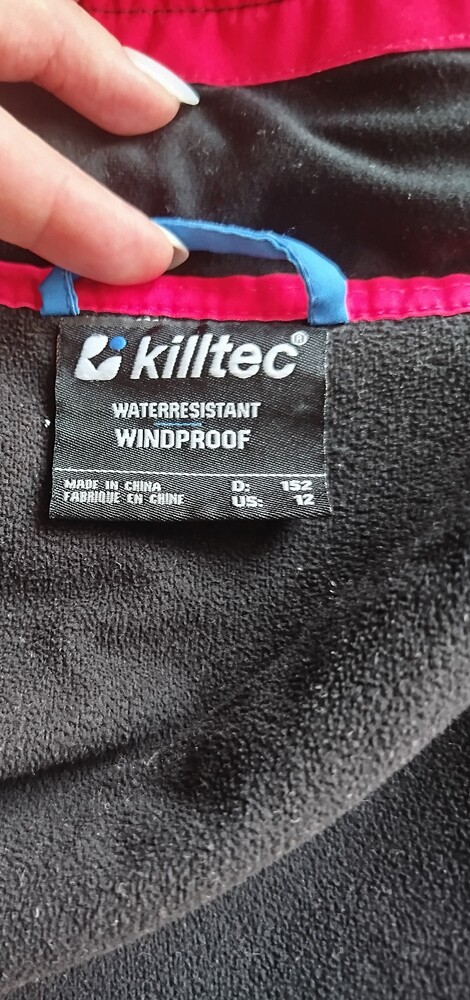 killtec®
WATERRESISTANT
WINDPROOF
MADE IN CHINA
FABRIQUE EN CHINE
D: 152
US: 12